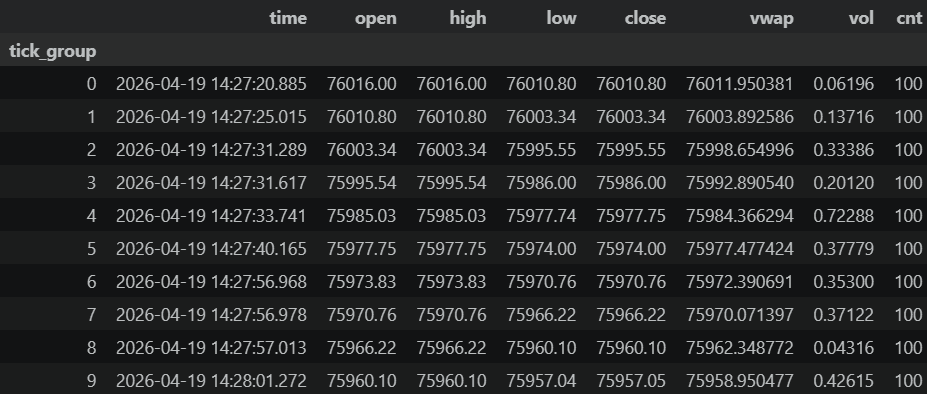 time open high low close vwap vol cnt
tick_group
0 2026-04-19 14:27:20.885 76016.00 76016.00 76010.80 76010.80 76011.950381 0.06196 100
1 2026-04-19 14:27:25.015 76010.80 76010.80 76003.34 76003.34 76003.892586 0.13716 100
2 2026-04-19 14:27:31.289 76003.34 76003.34 75995.55 75995.55 75998.654996 0.33386 100
3 2026-04-19 14:27:31.617 75995.54 75995.54 75986.00 75986.00 75992.890540 0.20120 100
4 2026-04-19 14:27:33.741 75985.03 75985.03 75977.74 75977.75 75984.366294 0.72288 100
5 2026-04-19 14:27:40.165 75977.75 75977.75 75974.00 75974.00 75977.477424 0.37779 100
6 2026-04-19 14:27:56.968 75973.83 75973.83 75970.76 75970.76 75972.390691 0.35300 100
7 2026-04-19 14:27:56.978 75970.76 75970.76 75966.22 75966.22 75970.071397 0.37122 100
8 2026-04-19 14:27:57.013 75966.22 75966.22 75960.10 75960.10 75962.348772 0.04316 100
9 2026-04-19 14:28:01.272 75960.10 75960.10 75957.04 75957.05 75958.950477 0.42615 100